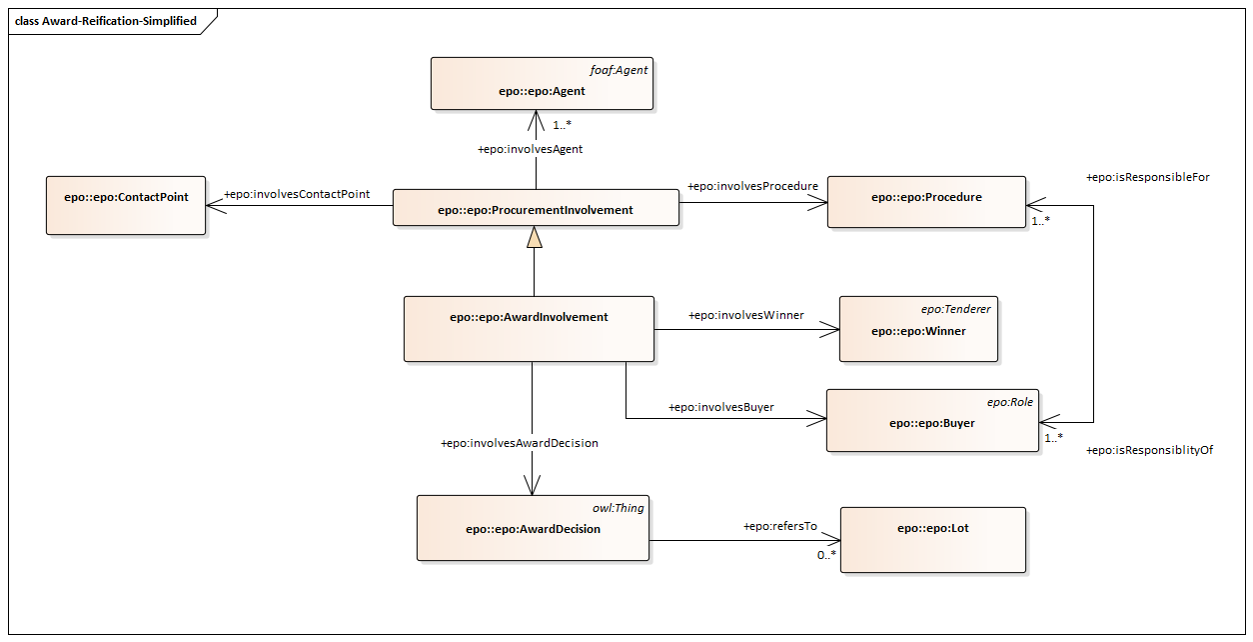 class Award-Reification-Simplified
foaf:Agent
epo::epo:Agent
1..*
+epo:involvesAgent
epo::epo:ContactPoint
+epo:involvesContactPoint
epo::epo:ProcurementInvolvement
+epo:involvesProcedure
epo::epo:Procedure
+epo:isResponsibleFor
1..*
epo::epo:AwardInvolvement
+epo:involvesWinner
epo:Tenderer
epo::epo:Winner
+epo:involvesBuyer
epo:Role
epo::epo:Buyer
1..*
+epo:isResponsiblityOf
+epo:involvesAwardDecision
owl:Thing
epo::epo:AwardDecision
+epo:refersTo
0..*
epo::epo:Lot